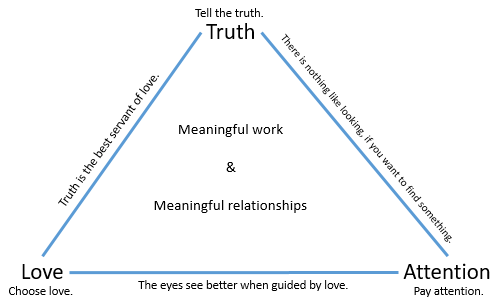 Tell the truth.
Truth
Truth is the best servant of love.
There is nothing like looking, if you want to find something.
Meaningful work
&
Meaningful relationships
Love
Choose love.
The eyes see better when guided by love.
Attention
Pay attention.